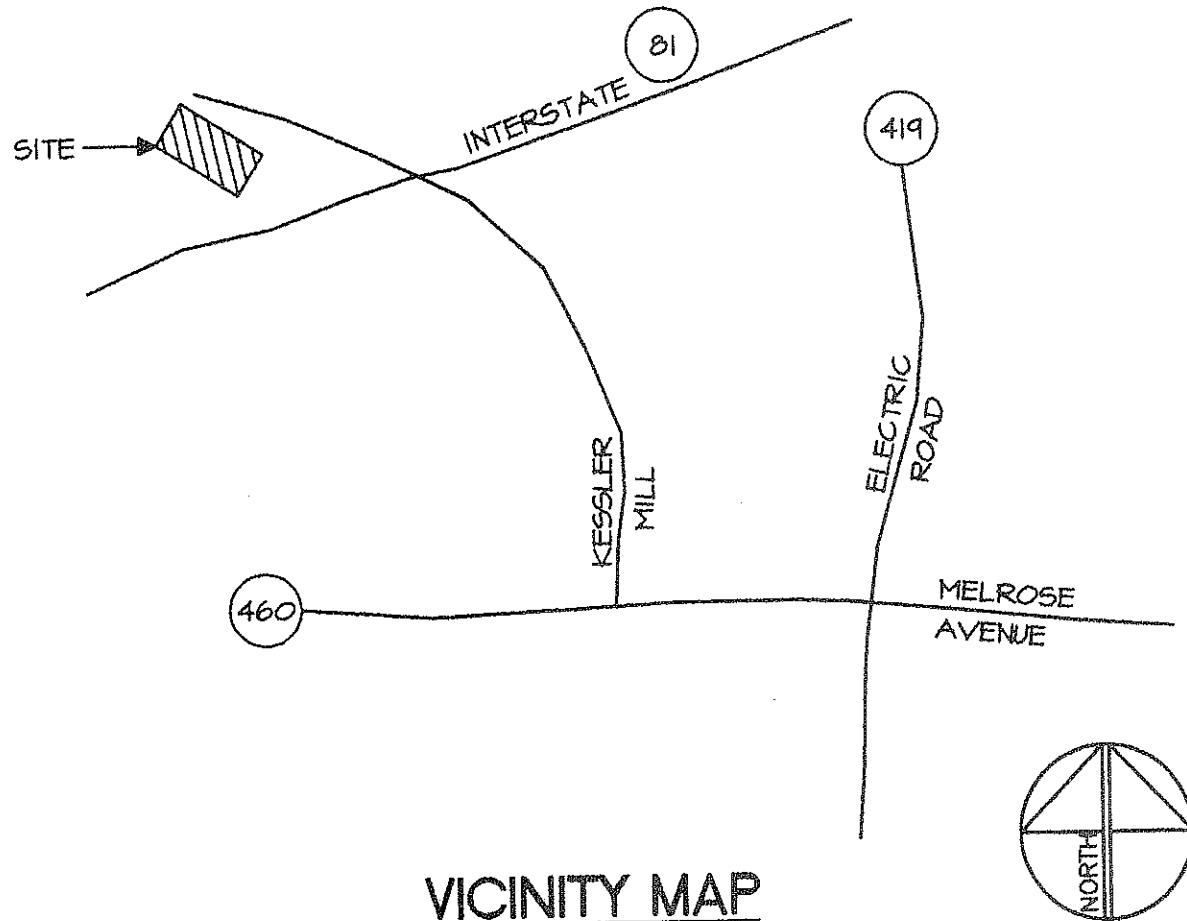 81
INTERSTATE
419
SITE
ELECTRIC
ROAD
KESSLER
MILL
460
MELROSE
AVENUE
NORTH
VICINITY MAP